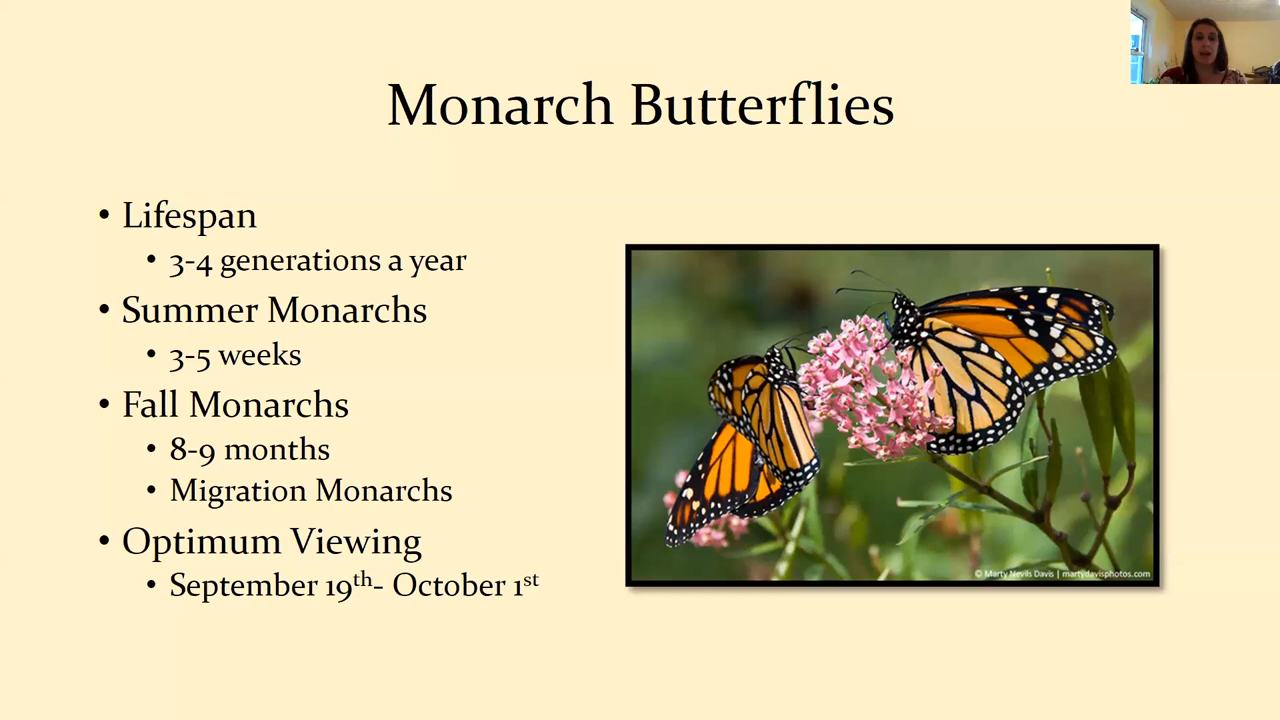 Monarch Butterflies
• Lifespan
• 3-4 generations a year
• Summer Monarchs
• 3-5 weeks
• Fall Monarchs
• 8-9 months
• Migration Monarchs
• Optimum Viewing
• September 19th- October 1st
© Marty Nevils Davis | martydavisphotos.com